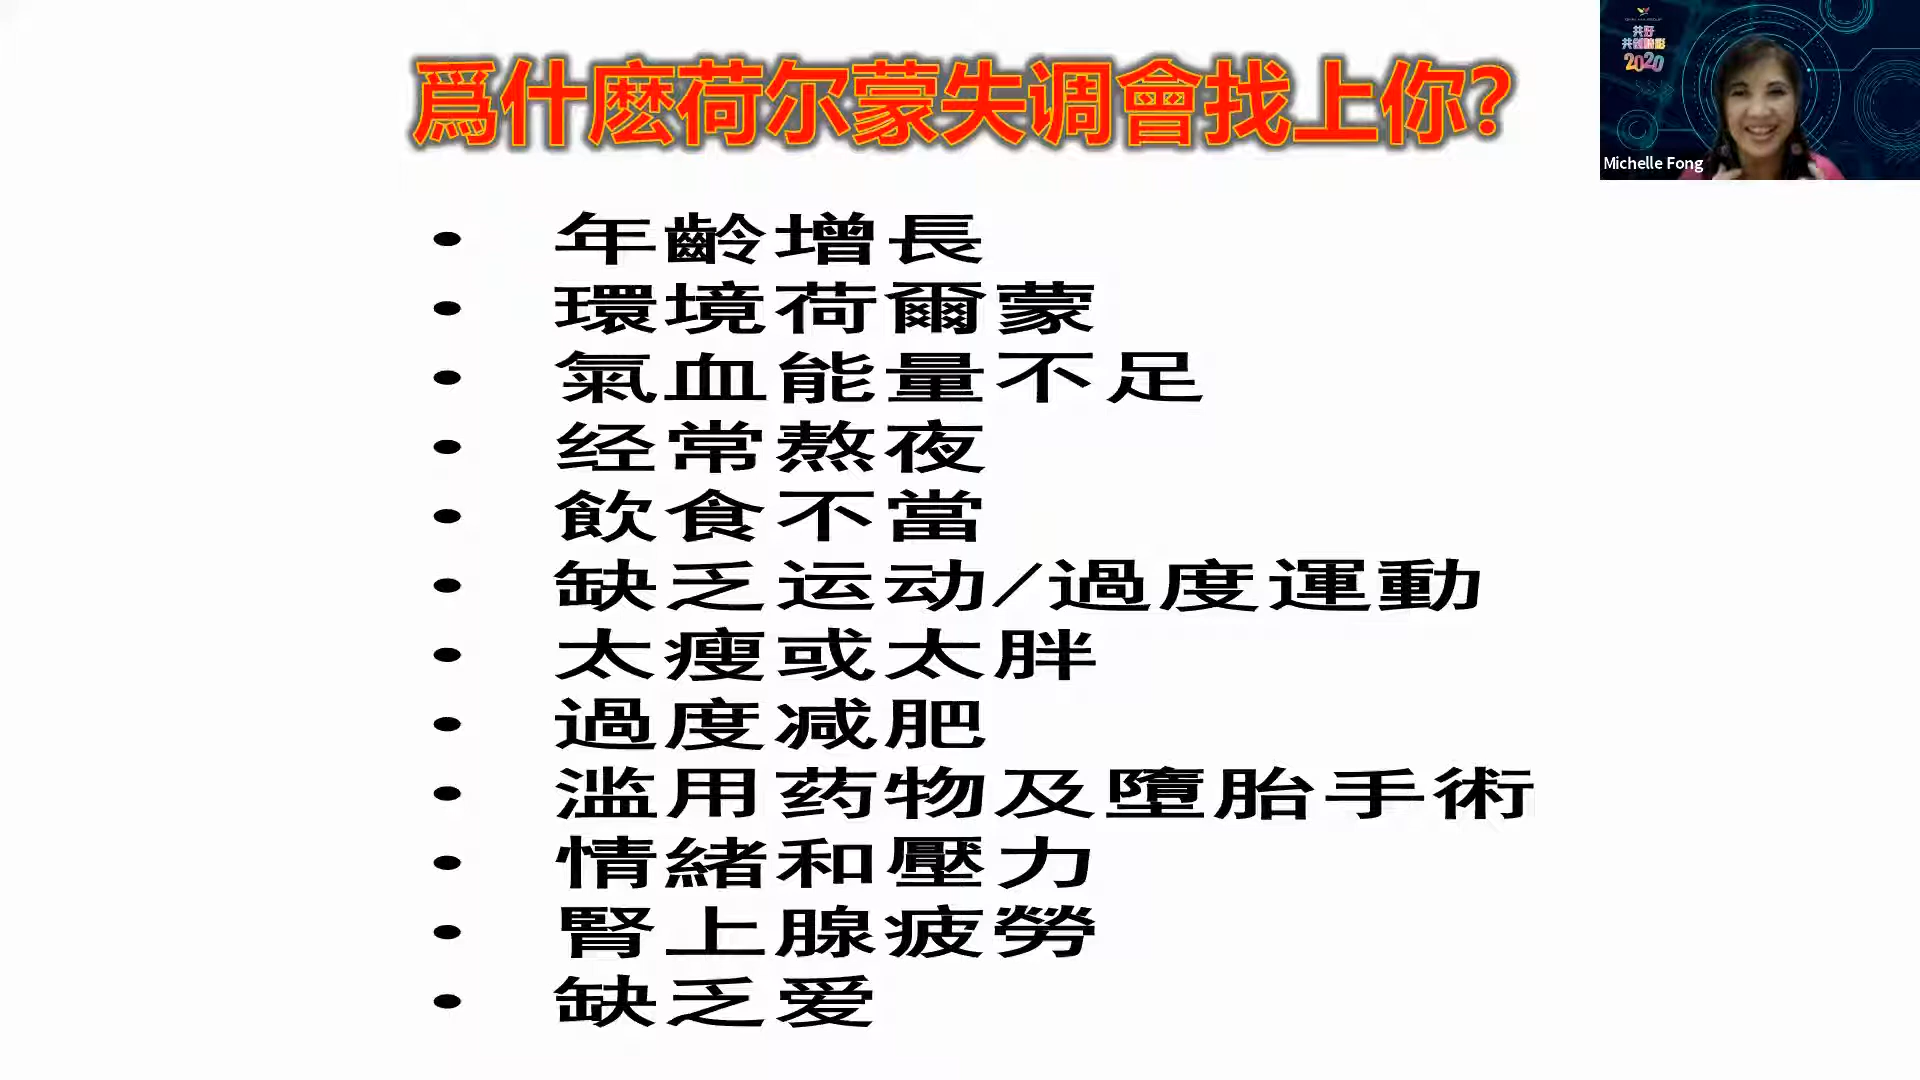 爲什麽荷尔蒙失调會找上你?
• 年齡增長
• 環境荷爾蒙
• 氣血能量不足
• 经常熬夜
• 飲食不當
• 缺乏运动/過度運動
• 太瘦或太胖
• 過度减肥
• 滥用药物及墮胎手術
• 情緒和壓力
• 腎上腺疲勞
• 缺乏爱
共好
2020
Michelle Fong